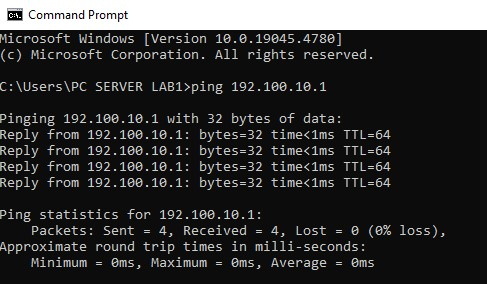 Command Prompt
Microsoft Windows [Version 10.0.19045.4780]
(c) Microsoft Corporation. All rights reserved.
C:\Users\PC SERVER LAB1>ping 192.100.10.1
Pinging 192.100.10.1 with 32 bytes of data:
Reply from 192.100.10.1: bytes=32 time<1ms TTL=64
Reply from 192.100.10.1: bytes=32 time<1ms TTL=64
Reply from 192.100.10.1: bytes=32 time<1ms TTL=64
Reply from 192.100.10.1: bytes=32 time<1ms TTL=64
Ping statistics for 192.100.10.1:
    Packets: Sent = 4, Received = 4, Lost = 0 (0% loss),
Approximate round trip times in milli-seconds:
    Minimum = 0ms, Maximum = 0ms, Average = 0ms